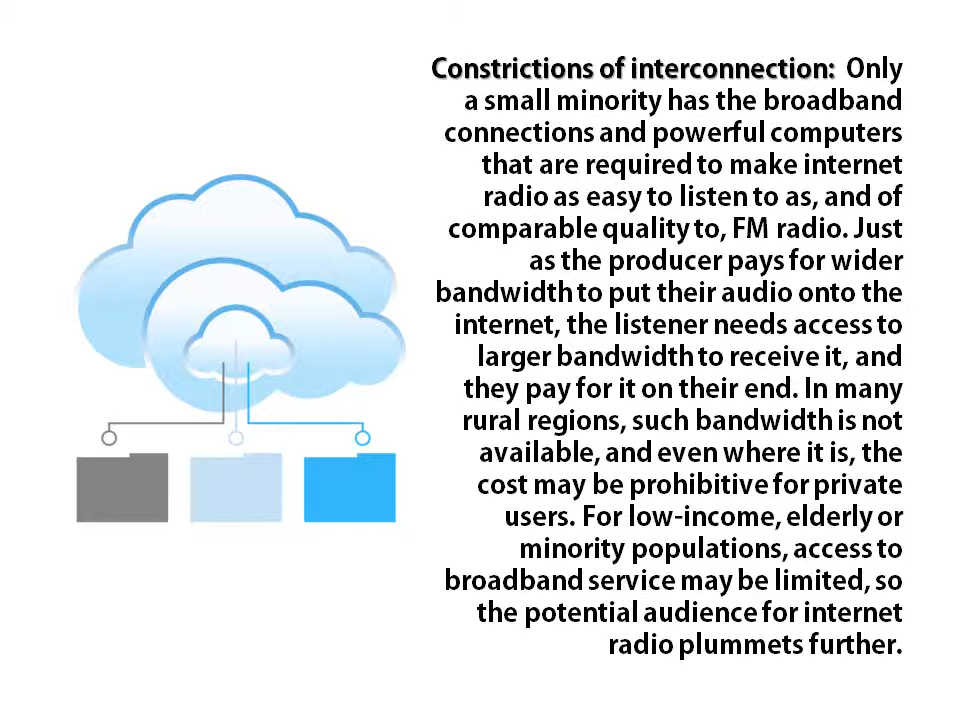 Constrictions of interconnection: Only
a small minority has the broadband
connections and powerful computers
that are required to make internet
radio as easy to listen to as, and of
comparable quality to, FM radio. Just
as the producer pays for wider
bandwidth to put their audio onto the
internet, the listener needs access to
larger bandwidth to receive it, and
they pay for it on their end. In many
rural regions, such bandwidth is not
available, and even where it is, the
cost may be prohibitive for private
users. For low-income, elderly or
minority populations, access to
broadband service may be limited, so
the potential audience for internet
radio plummets further.